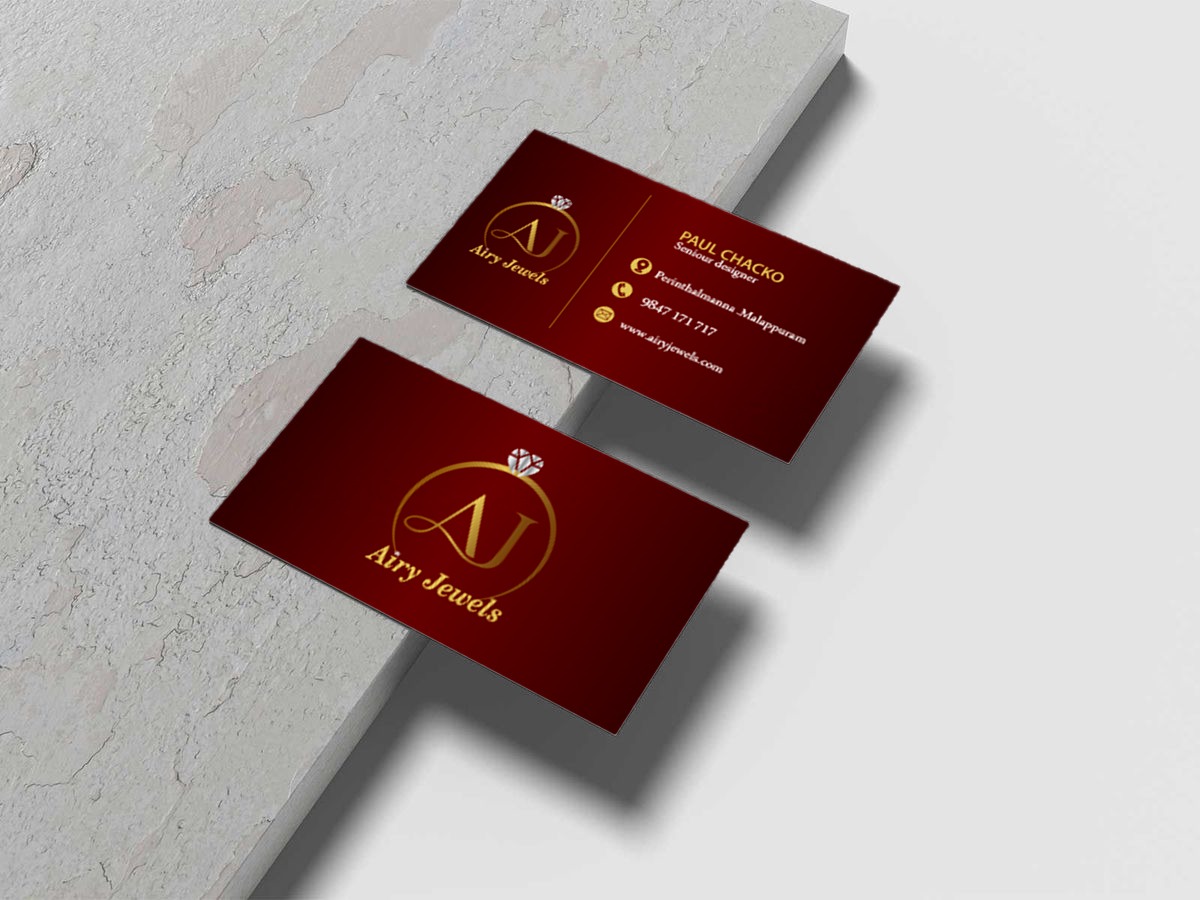 AJ
Airy Jewels
PAUL CHACKO
Seniour designer
Perinthalmanna .Malappuram
9847 171 717
www.airyjewels.com
AJ
Airy Jewels